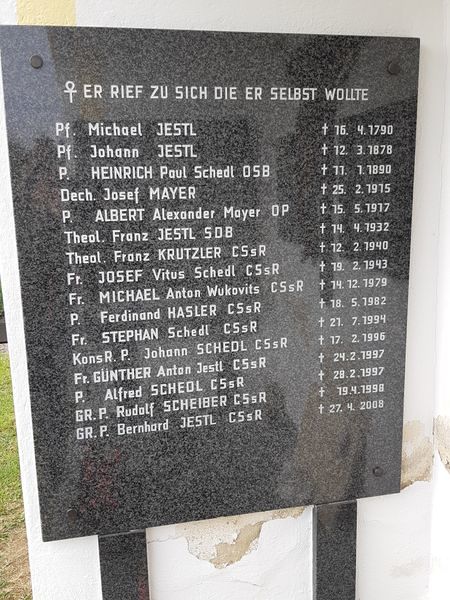 ER RIEF ZU SICH DIE ER SELBST WOLLTE
Pf. Michael JESTL † 16. 4.1790
Pf. Johann JESTL † 12. 3.1878
P. HEINRICH Paul Schedl OSB † 11. 1.1890
Dech. Josef MAYER † 25. 2.1915
P. ALBERT Alexander Mayer OP † 15. 5.1917
Theol. Franz JESTL SDB † 14. 4.1932
Theol. Franz KRUTZLER CSsR † 12. 2.1940
Fr. JOSEF Vitus Schedl CSsR † 19. 2.1943
Fr. MICHAEL Anton Wukovits CSsR † 14.12.1979
P. Ferdinand HASLER CSsR † 18. 5.1982
Fr. STEPHAN Schedl CSsR † 21. 7.1994
KonsR. P. Johann SCHEDL CSsR † 17. 2.1996
Fr. GÜNTHER Anton Jestl CSsR † 24.2.1997
P. Alfred SCHEDL CSsR † 28.2.1997
GR. P. Rudolf SCHEIBER CSsR † 19.4.1998
GR. P. Bernhard JESTL CSsR † 27. 4. 2008